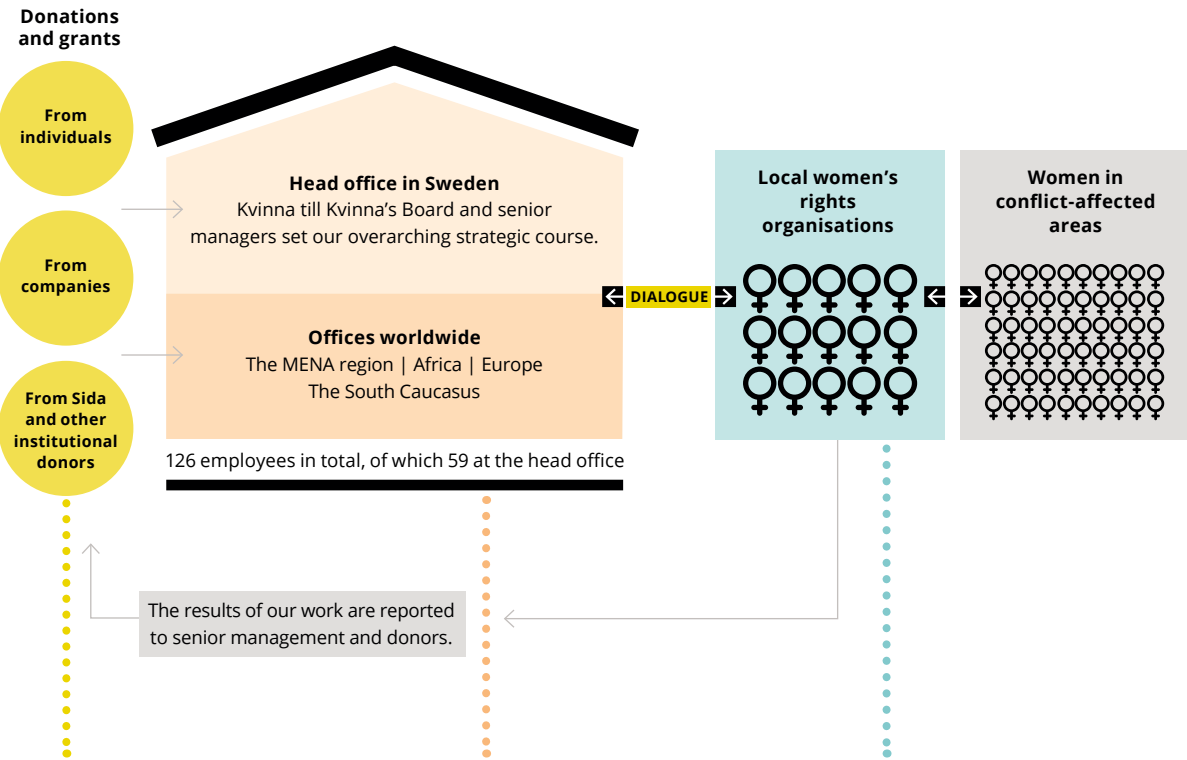 Donations
and grants
From
individuals
From
companies
From Sida
and other
institutional
donors
Head office in Sweden
Kvinna till Kvinna’s Board and senior
managers set our overarching strategic course.
Offices worldwide
The MENA region | Africa | Europe
The South Caucasus
126 employees in total, of which 59 at the head office
DIALOGUE
Local women’s
rights
organisations
Women in
conflict-affected
areas
The results of our work are reported
to senior management and donors.